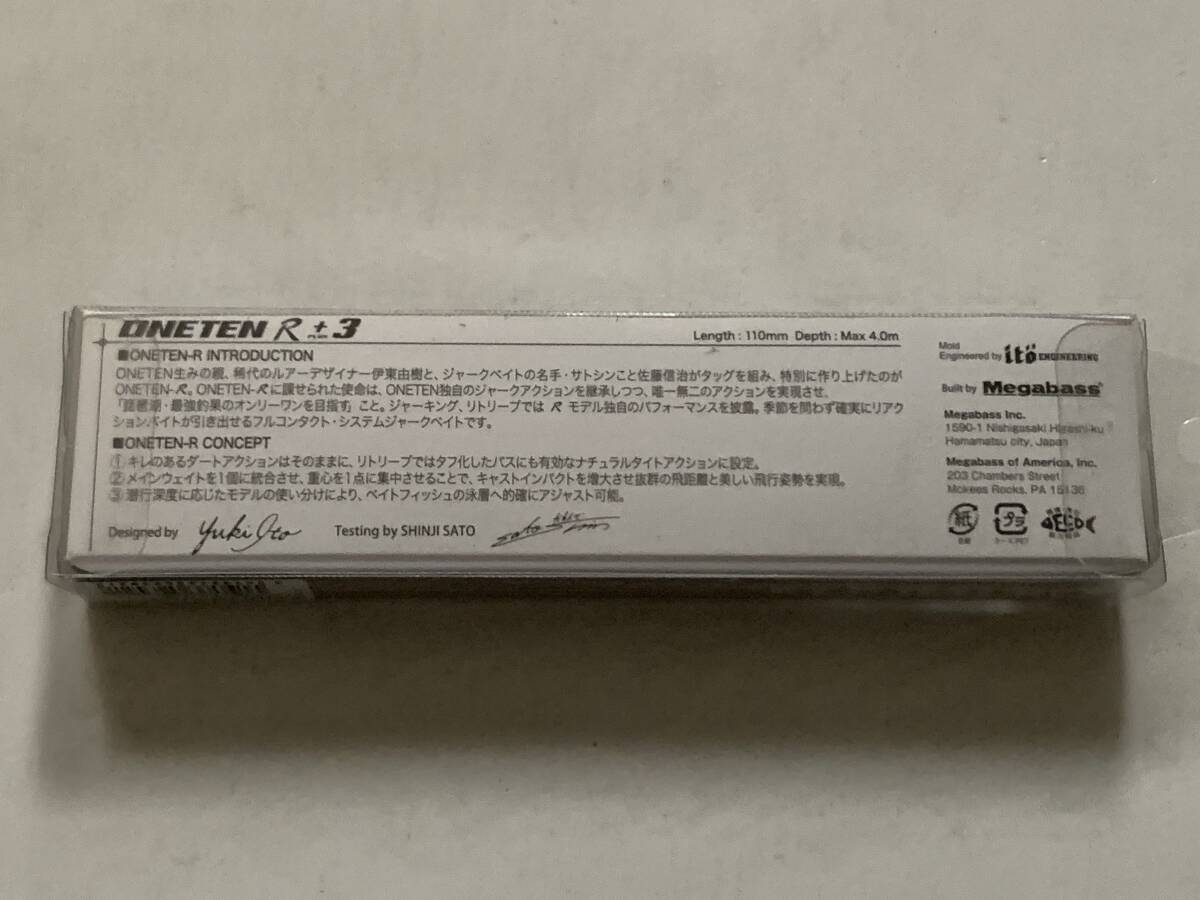 ONETEN R +3
Length : 110mm Depth : Max 4.0m
■ONETEN-R INTRODUCTION
ONETEN生みの親、稀代のルアーデザイナー伊東由樹と、ジャークベイトの名手・サトシンこと佐藤信治がタッグを組み、特別に作り上げたのが
ONETEN-R。ONETEN-Rに課せられた使命は、ONETEN独自のジャークアクションを継承しつつ、唯一無二のアクションを実現させ、
「琵琶湖・最強釣果のオンリーワンを目指す」こと。ジャーキング、リトリーブでは R モデル独自のパフォーマンスを披露。季節を問わず確実にリアク
ションバイトが引き出せるフルコンタクト・システムジャークベイトです。
■ONETEN-R CONCEPT
① キレのあるダートアクションはそのままに、リトリーブではタフ化したバスにも有効なナチュラルタイトアクションに設定。
② メインウェイトを1個に統合させ、重心を1点に集中させることで、キャストインパクトを増大させ抜群の飛距離と美しい飛行姿勢を実現。
③ 潜行深度に応じたモデルの使い分けにより、ベイトフィッシュの泳層へ的確にアジャスト可能。
Designed by Yuki Ito Testing by SHINJI SATO
Mold
Engineered by itö ENGINEERING
Built by Megabass
Megabass Inc.
1590-1 Nishigasaki Higashi-ku
Hamamatsu city, Japan
Megabass of America, Inc.
203 Chambers Street
Mckees Rocks, PA 15136
紙 プラ